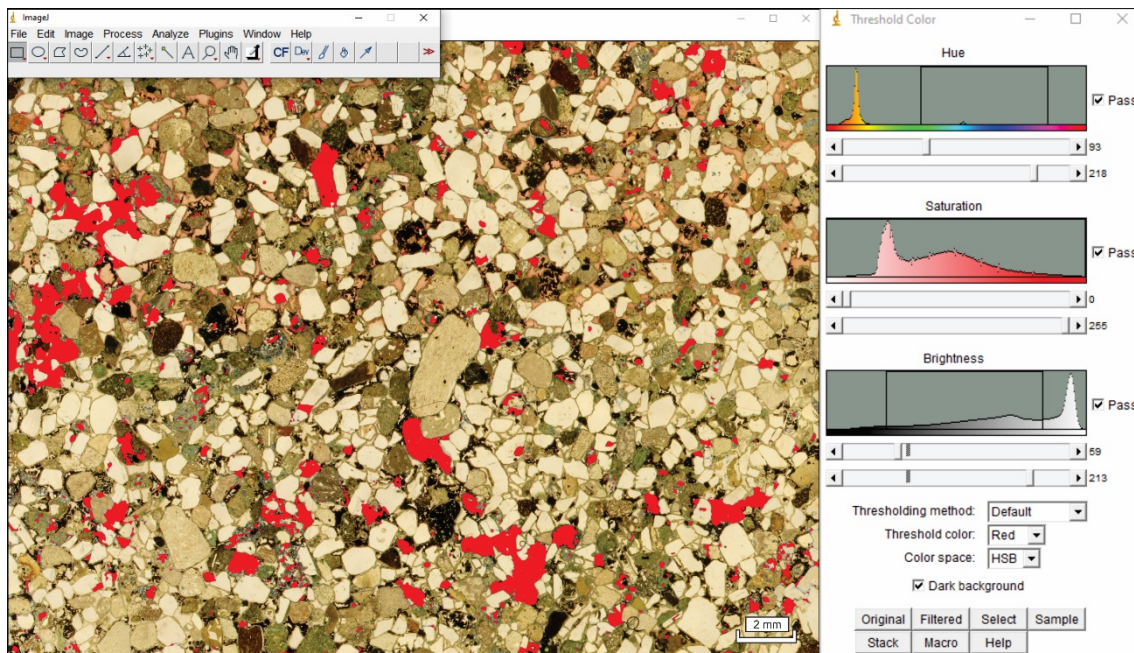 ImageJ
File Edit Image Process Analyze Plugins Window Help
CF Dev
2 mm
Threshold Color
Hue
Pass
93
218
Saturation
Pass
0
255
Brightness
Pass
59
213
Thresholding method: Default
Threshold color: Red
Color space: HSB
Dark background
Original Filtered Select Sample
Stack Macro Help